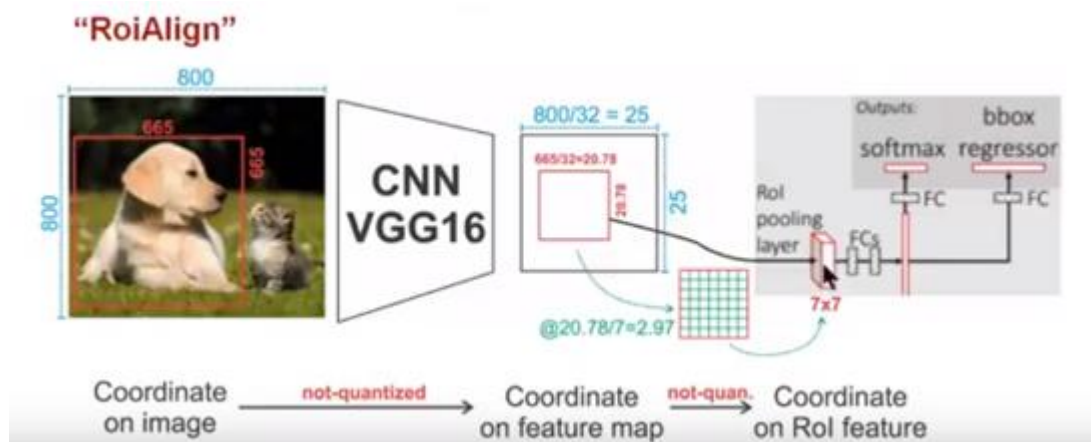 “RoiAlign”
800
800
665
665
CNN
VGG16
800/32 = 25
25
665/32=20.78
20.78
@20.78/7=2.97
Outputs:
softmax
bbox
regressor
FC
FC
RoI
pooling
layer
FCs
7x7
Coordinate
on image
not-quantized
Coordinate
on feature map
not-quan.
Coordinate
on RoI feature